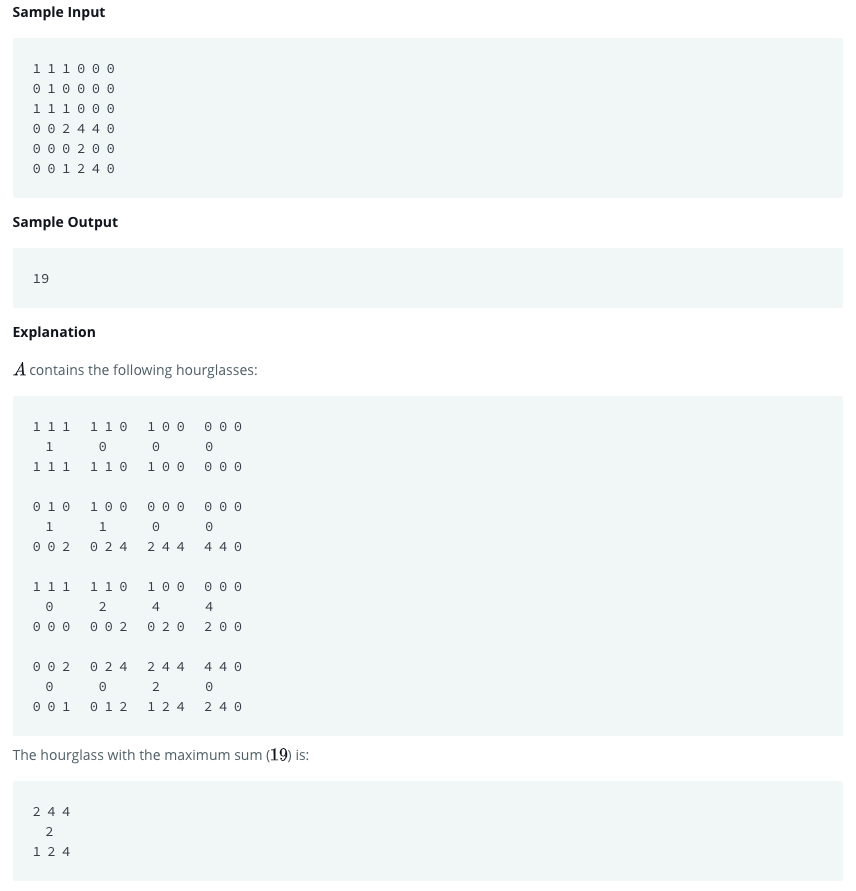 Sample Input
1 1 1 0 0 0
0 1 0 0 0 0
1 1 1 0 0 0
0 0 2 4 4 0
0 0 0 2 0 0
0 0 1 2 4 0
Sample Output
19
Explanation
A contains the following hourglasses:
1 1 1 1 1 0 1 0 0 0 0 0
1 0 0 0
1 1 1 1 1 0 1 0 0 0 0 0
0 1 0 1 0 0 0 0 0 0 0 0
1 1 0 0
0 0 2 0 2 4 2 4 4 4 4 0
1 1 1 1 1 0 1 0 0 0 0 0
0 2 4 4
0 0 0 0 0 2 0 2 0 2 0 0
0 0 2 0 2 4 2 4 4 4 4 0
0 0 2 0
0 0 1 0 1 2 1 2 4 2 4 0
The hourglass with the maximum sum (19) is:
2 4 4
2
1 2 4